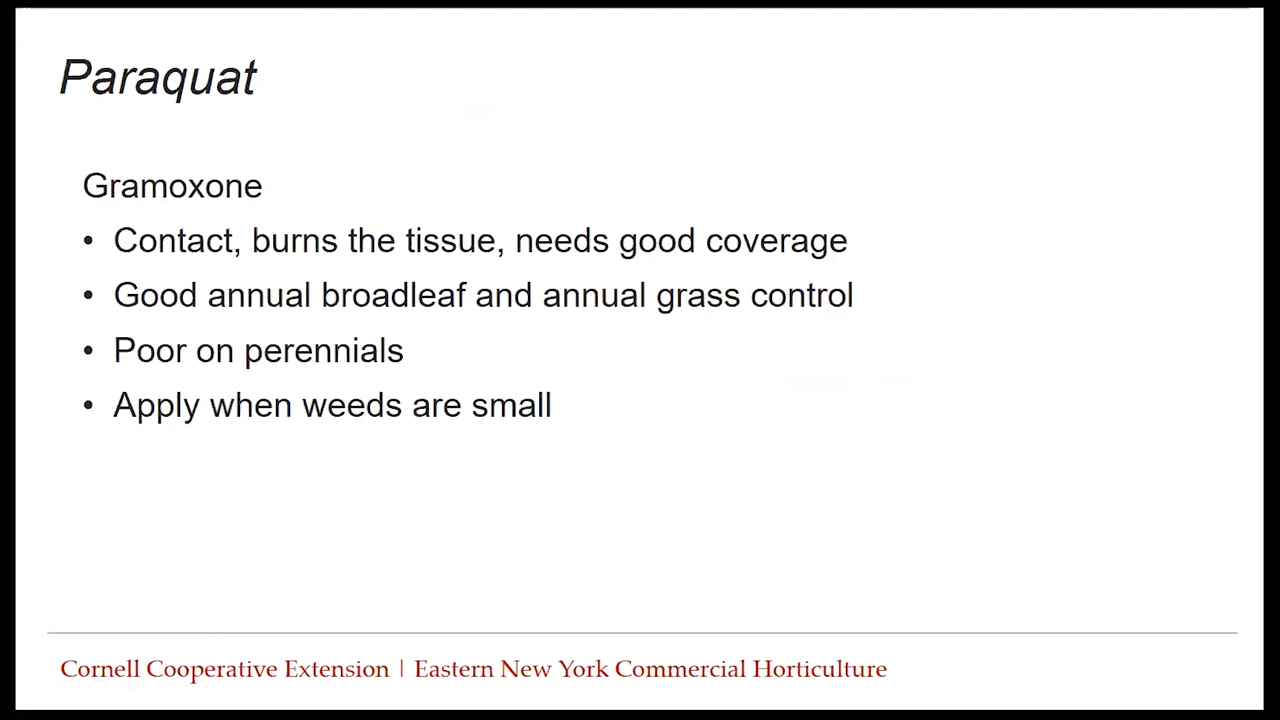 Paraquat
Gramoxone
• Contact, burns the tissue, needs good coverage
• Good annual broadleaf and annual grass control
• Poor on perennials
• Apply when weeds are small
Cornell Cooperative Extension | Eastern New York Commercial Horticulture